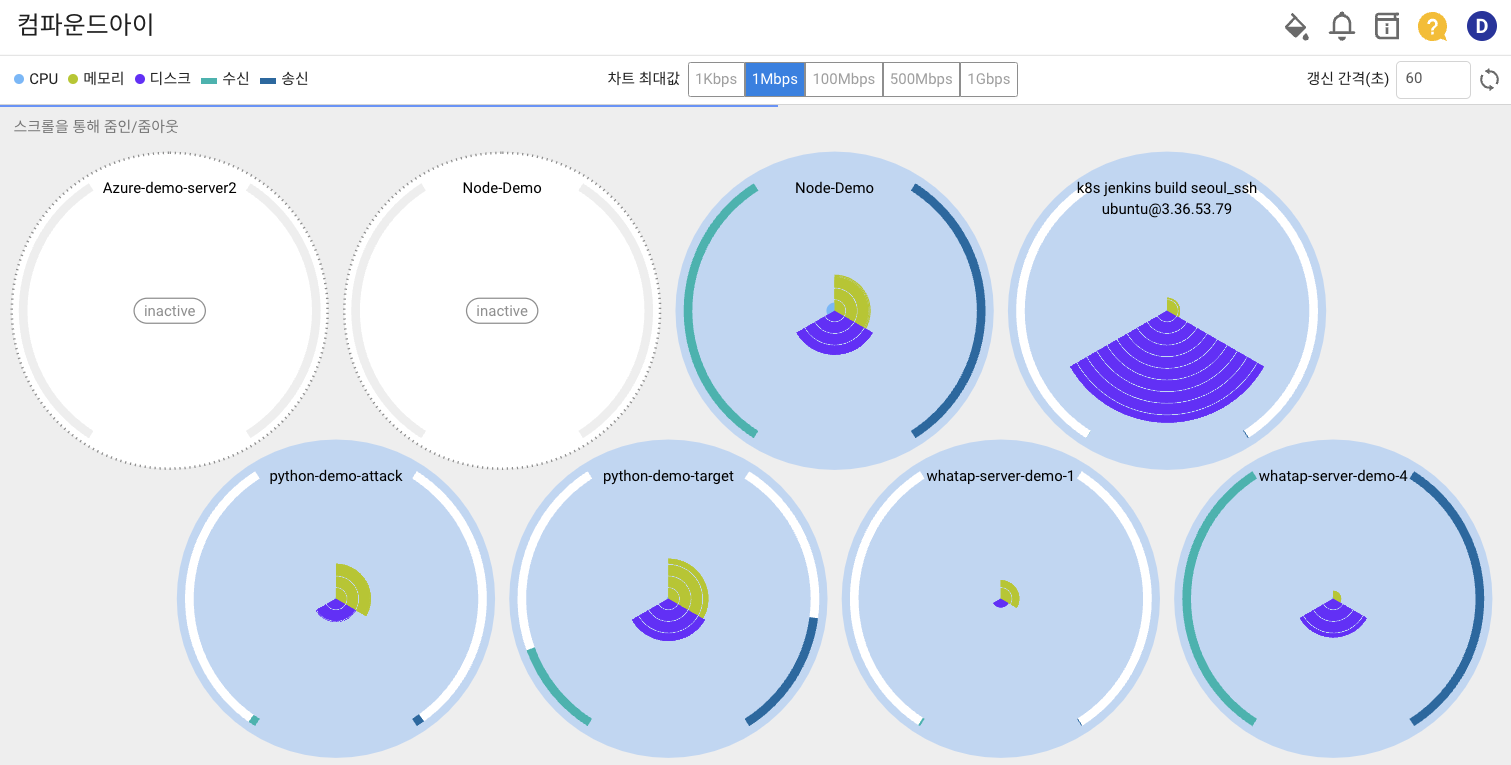 컴파운드아이
?
D
CPU 메모리 디스크 수신 송신
차트 최대값 1Kbps 1Mbps 100Mbps 500Mbps 1Gbps
갱신 간격(초) 60
스크롤을 통해 줌인/줌아웃
Azure-demo-server2
inactive
Node-Demo
inactive
Node-Demo
k8s jenkins build seoul_ssh
ubuntu@3.36.53.79
python-demo-attack
python-demo-target
whatap-server-demo-1
whatap-server-demo-4